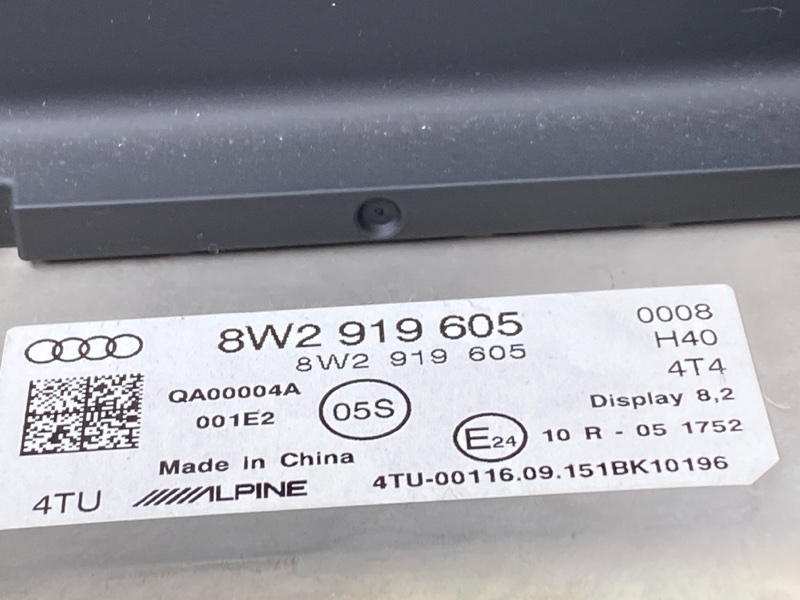 8W2 919 605
8W2 919 605
0008
H40
4T4
QA00004A
001E2
05S
Display 8,2
E24
10 R - 05 1752
Made in China
4TU
ALPINE
4TU-00116.09.151BK10196